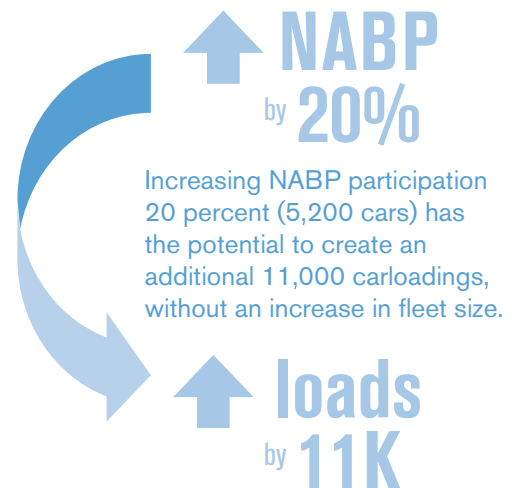 NABP
by 20%
Increasing NABP participation
20 percent (5,200 cars) has
the potential to create an
additional 11,000 carloadings,
without an increase in fleet size.
loads
by 11K